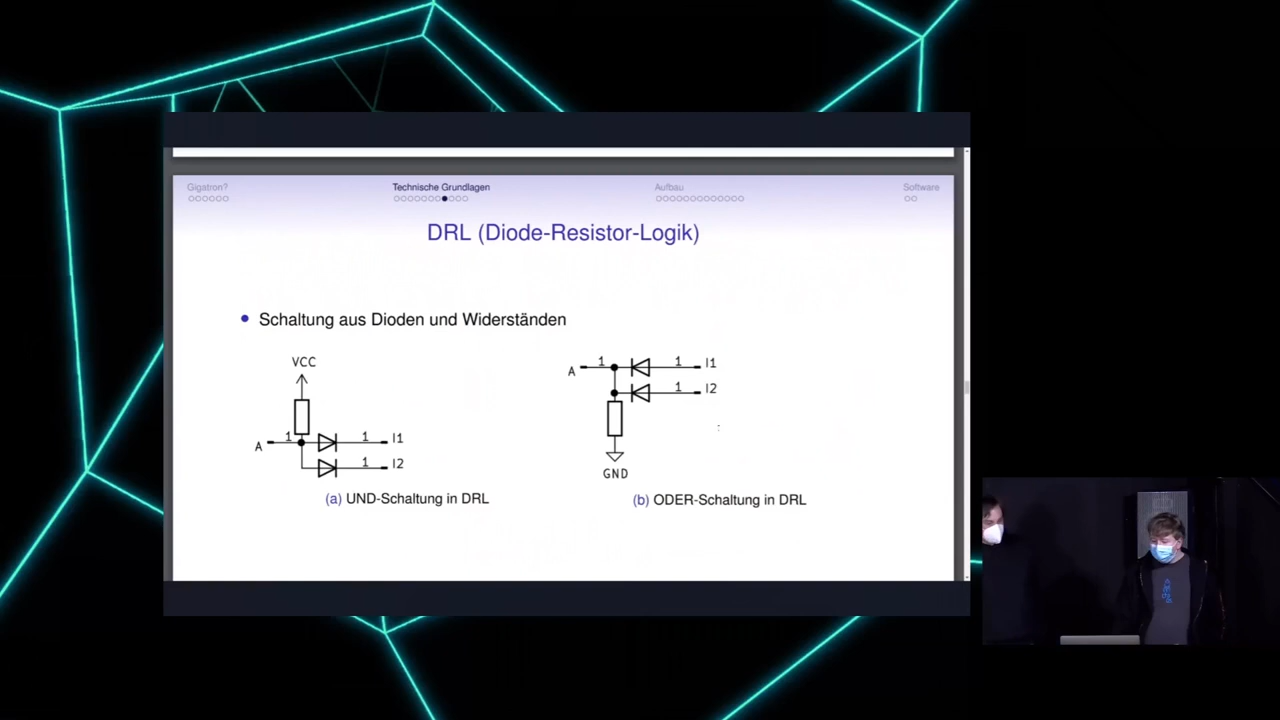 Gigatron?
Technische Grundlagen
Aufbau
Software
DRL (Diode-Resistor-Logik)
Schaltung aus Dioden und Widerständen
VCC
A 1 1 I1
1 I2
(a) UND-Schaltung in DRL
A 1 1 I1
1 I2
GND
(b) ODER-Schaltung in DRL